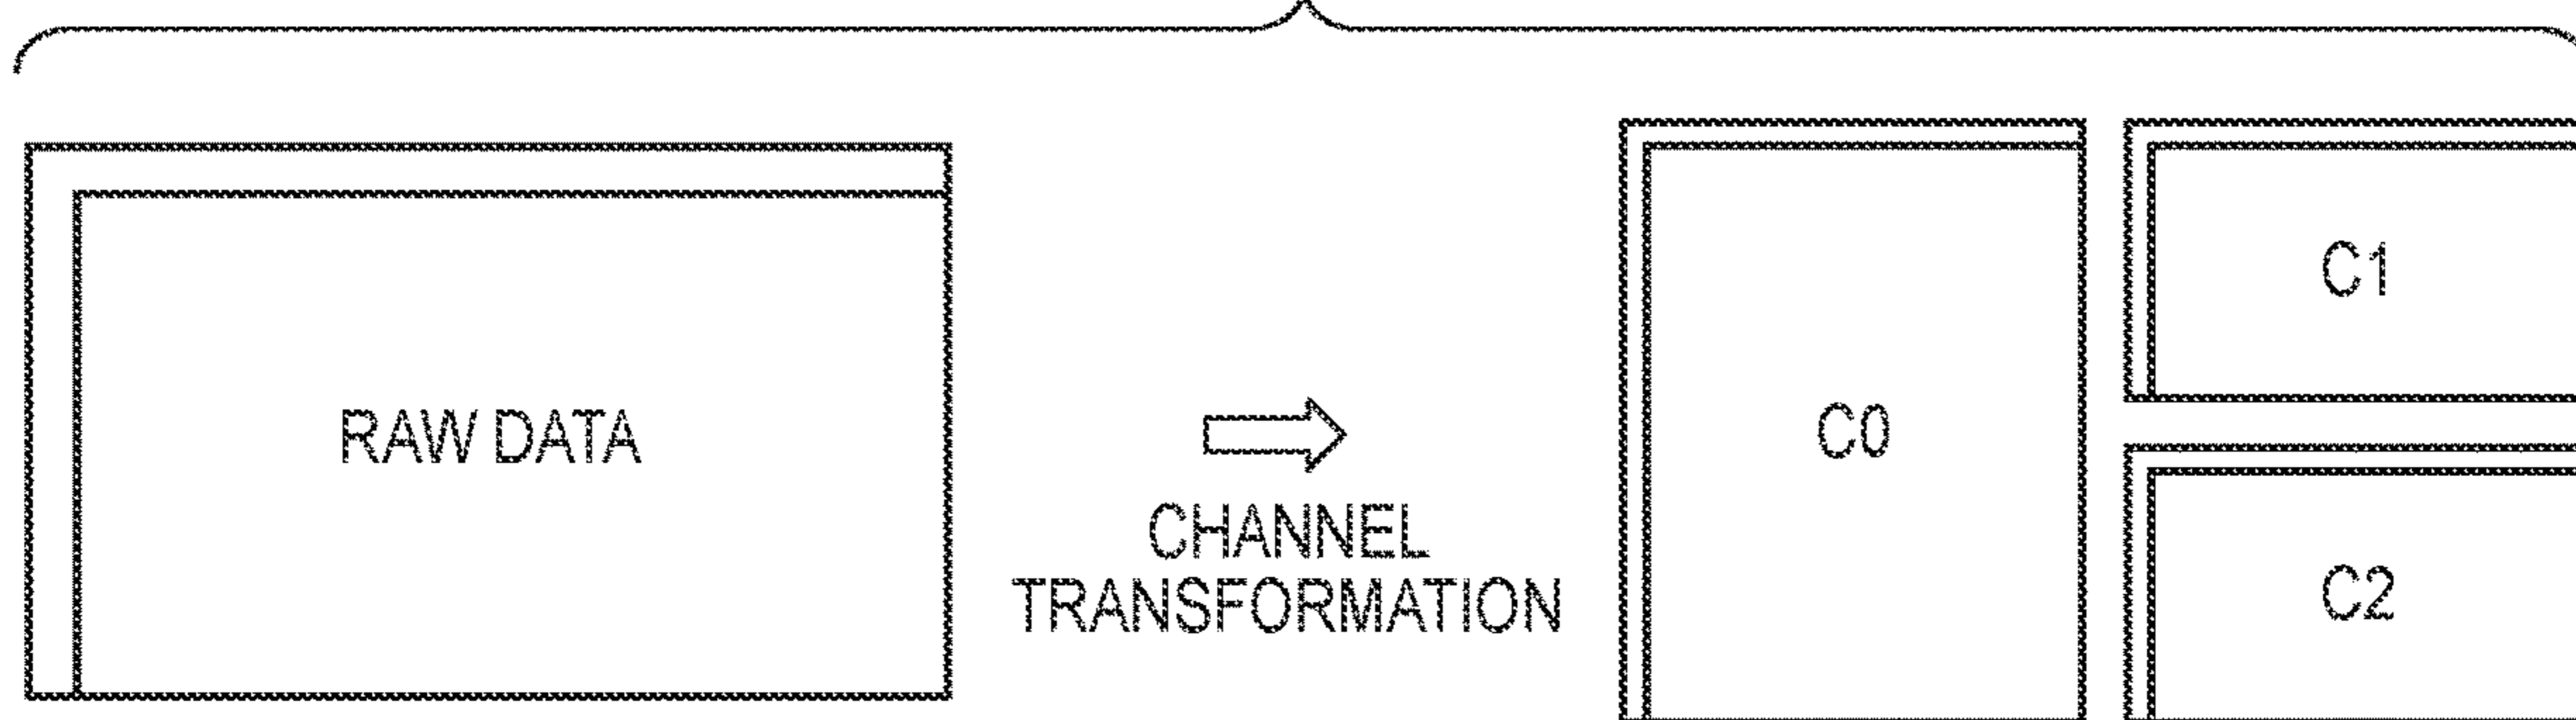 RAW DATA
CHANNEL
TRANSFORMATION
C0
C1
C2